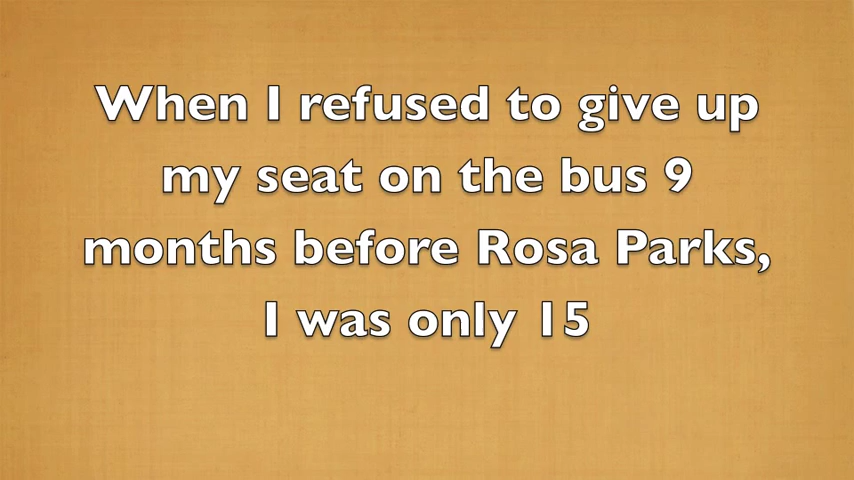 When I refused to give up
my seat on the bus 9
months before Rosa Parks,
I was only 15